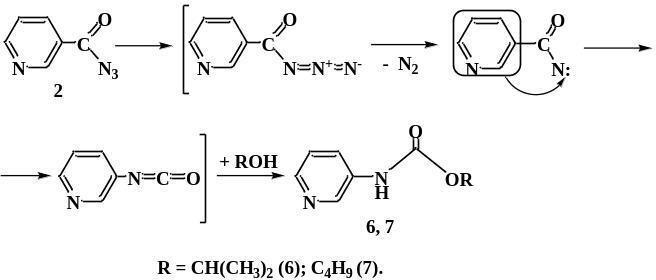 O
C
N N₃
2
O
C
N N=N⁺=N⁻
- N₂
O
C
N N:
N=C=O
N
+ ROH
O
N
H
OR
N
6, 7
R = CH(CH₃)₂ (6); C₄H₉ (7).